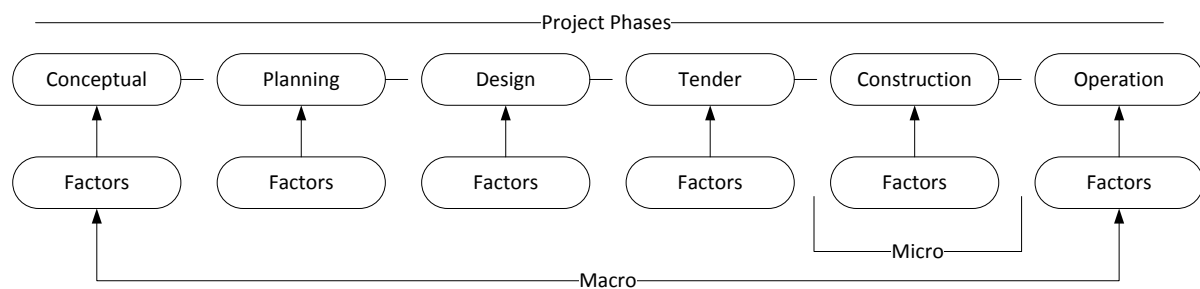 Project Phases
Conceptual Planning Design Tender Construction Operation
Factors Factors Factors Factors Factors Factors
Micro
Macro